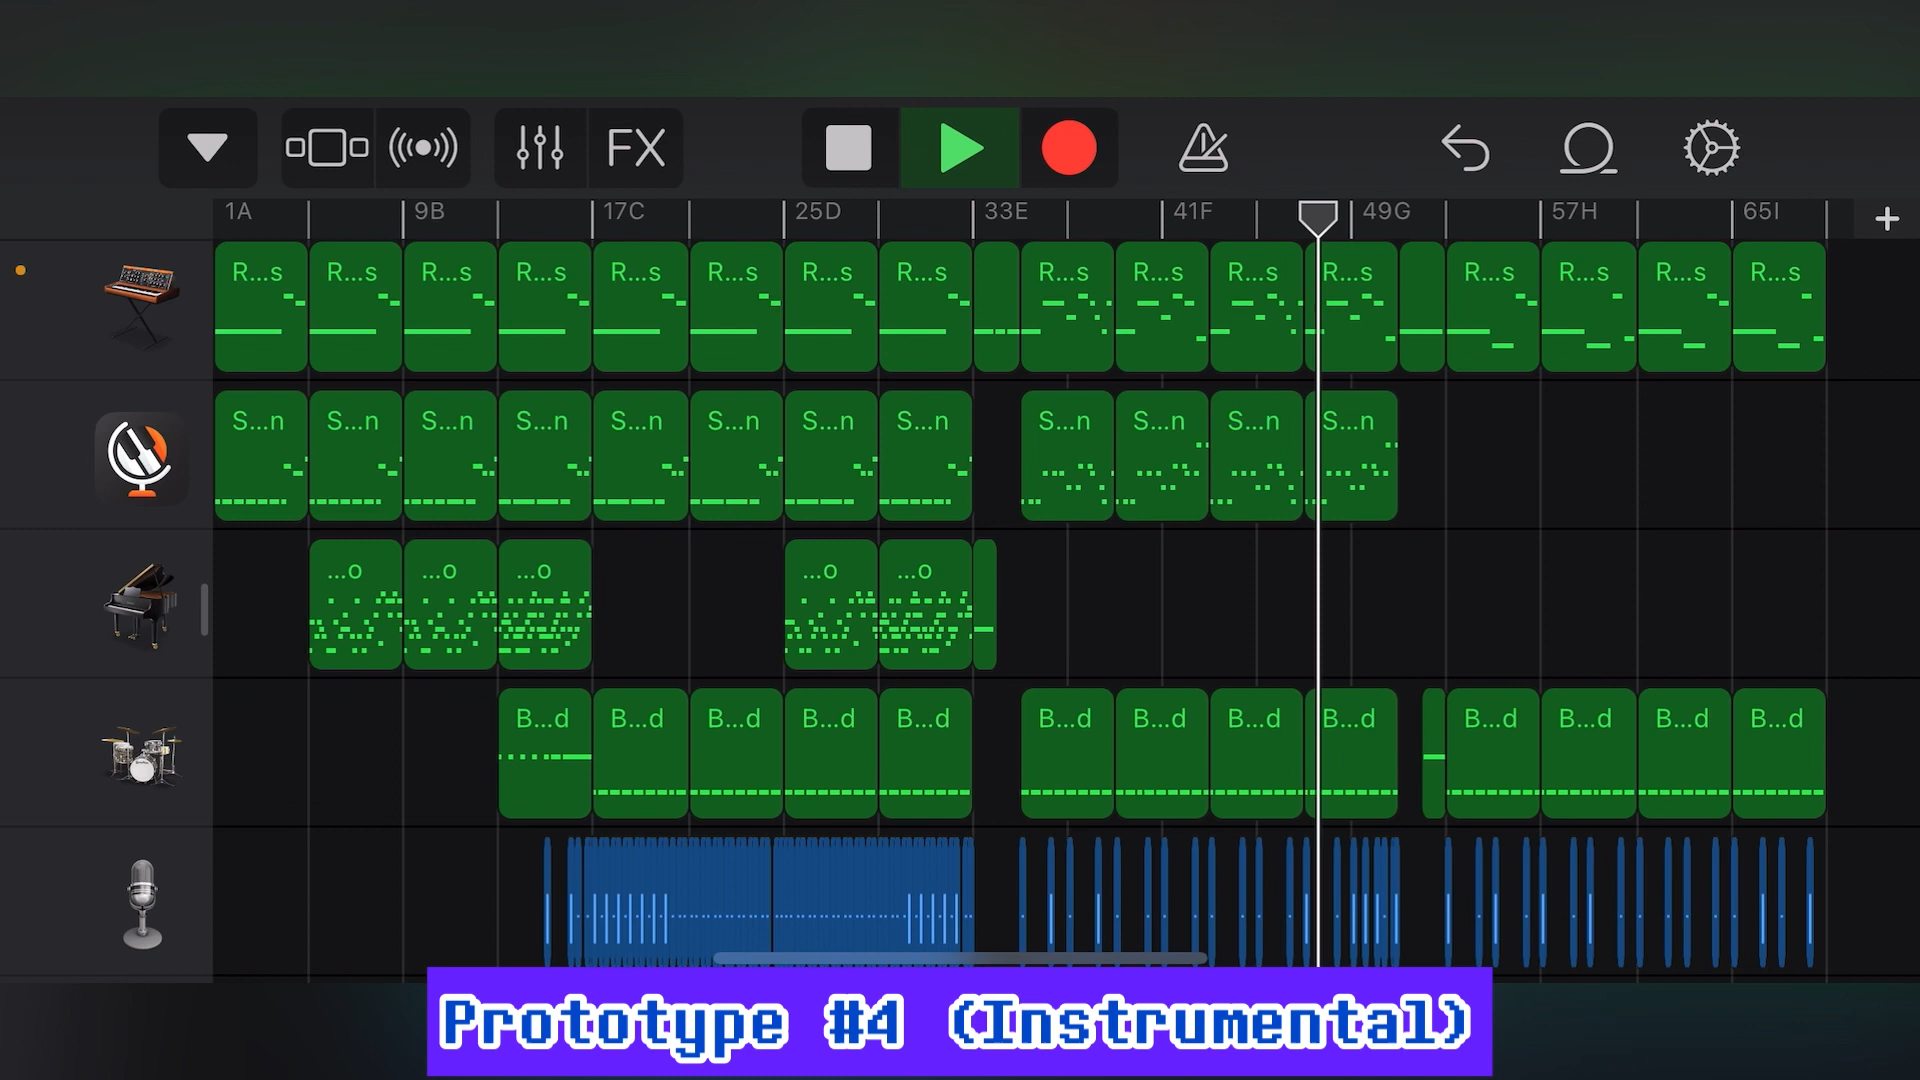 FX
1A 9B 17C 25D 33E 41F 49G 57H 65I +
R...s R...s R...s R...s R...s R...s R...s R...s R...s R...s R...s R...s R...s R...s R...s R...s
S...n S...n S...n S...n S...n S...n S...n S...n S...n S...n S...n S...n
...o ...o ...o ...o ...o
B...d B...d B...d B...d B...d B...d B...d B...d B...d B...d B...d B...d B...d
Prototype #4 (Instrumental)